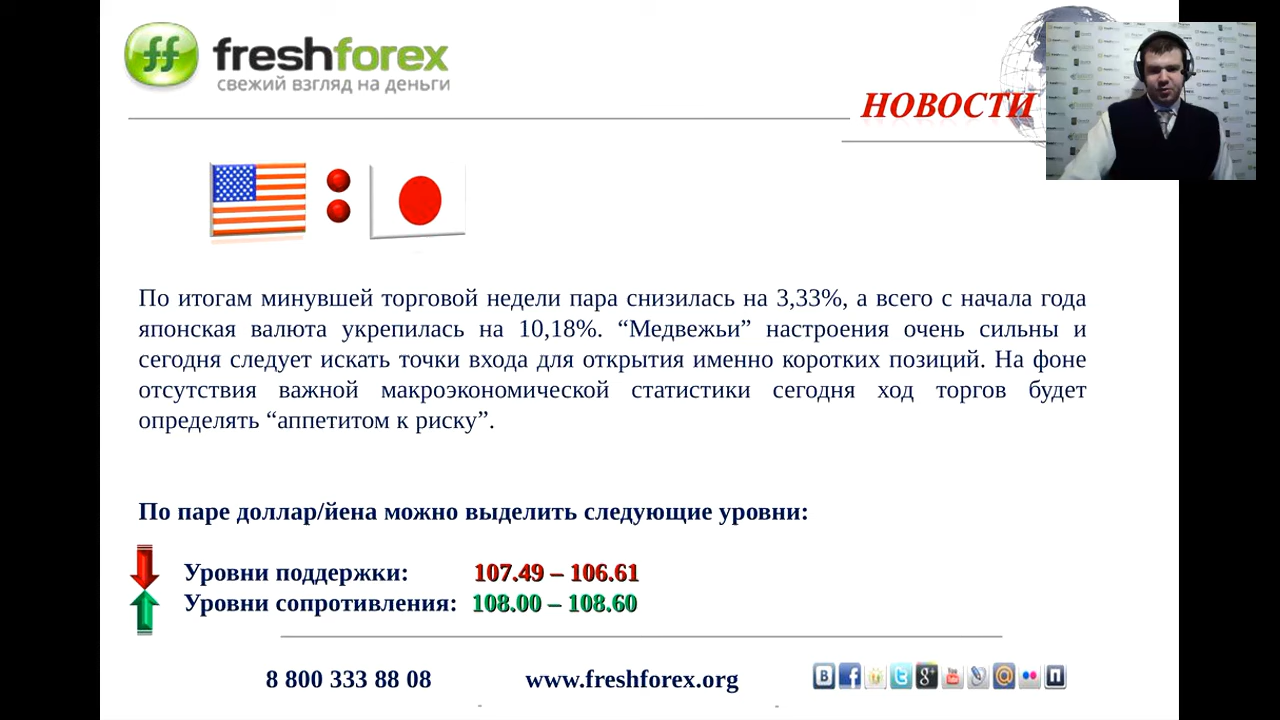 freshforex
свежий взгляд на деньги
НОВОСТИ
По итогам минувшей торговой недели пара снизилась на 3,33%, а всего с начала года
японская валюта укрепилась на 10,18%. “Медвежьи” настроения очень сильны и
сегодня следует искать точки входа для открытия именно коротких позиций. На фоне
отсутствия важной макроэкономической статистики сегодня ход торгов будет
определять “аппетитом к риску”.
По паре доллар/йена можно выделить следующие уровни:
Уровни поддержки: 107.49 – 106.61
Уровни сопротивления: 108.00 – 108.60
8 800 333 88 08 www.freshforex.org